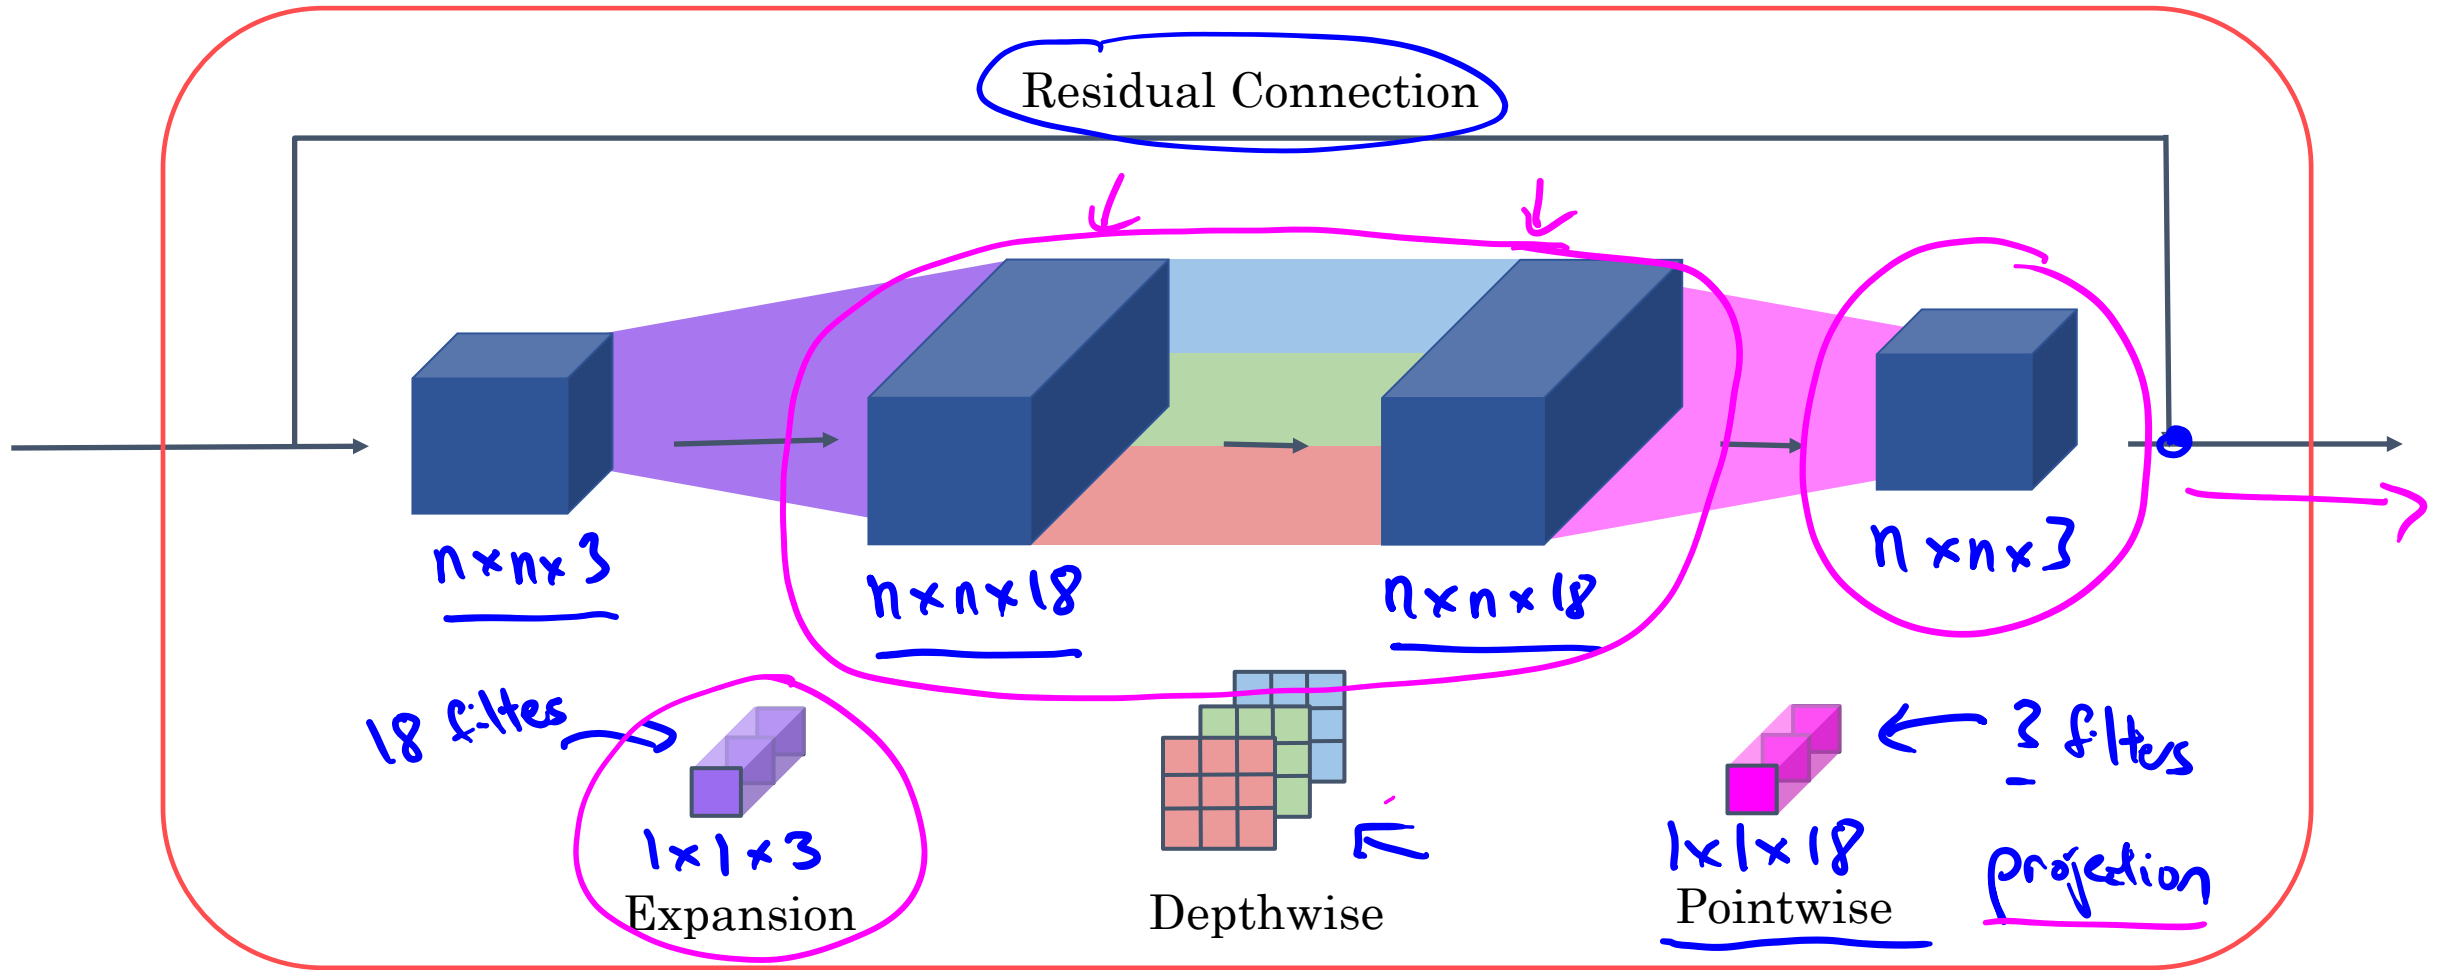 Residual Connection
n×n×3
n×n×18
n×n×18
n×n×3
18 filtes
1×1×3
Expansion
Depthwise
3 filters
1×1×18
Pointwise
projection